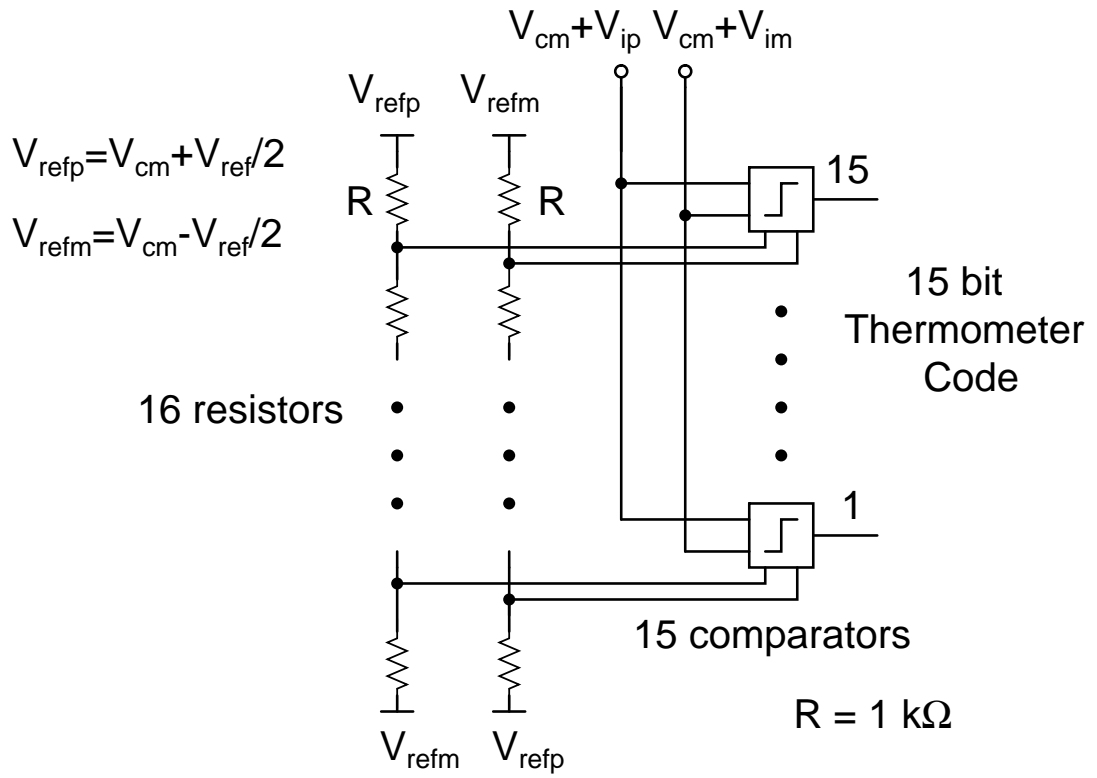 V_cm+V_ip V_cm+V_im
V_refp V_refm
V_refp=V_cm+V_ref/2
V_refm=V_cm-V_ref/2
R R
15
15 bit
Thermometer
Code
16 resistors
1
15 comparators
R = 1 kΩ
V_refm V_refp